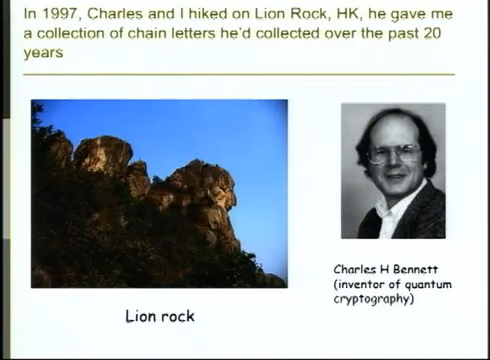 In 1997, Charles and I hiked on Lion Rock, HK, he gave me
a collection of chain letters he'd collected over the past 20
years
Charles H Bennett
(inventor of quantum
cryptography)
Lion rock